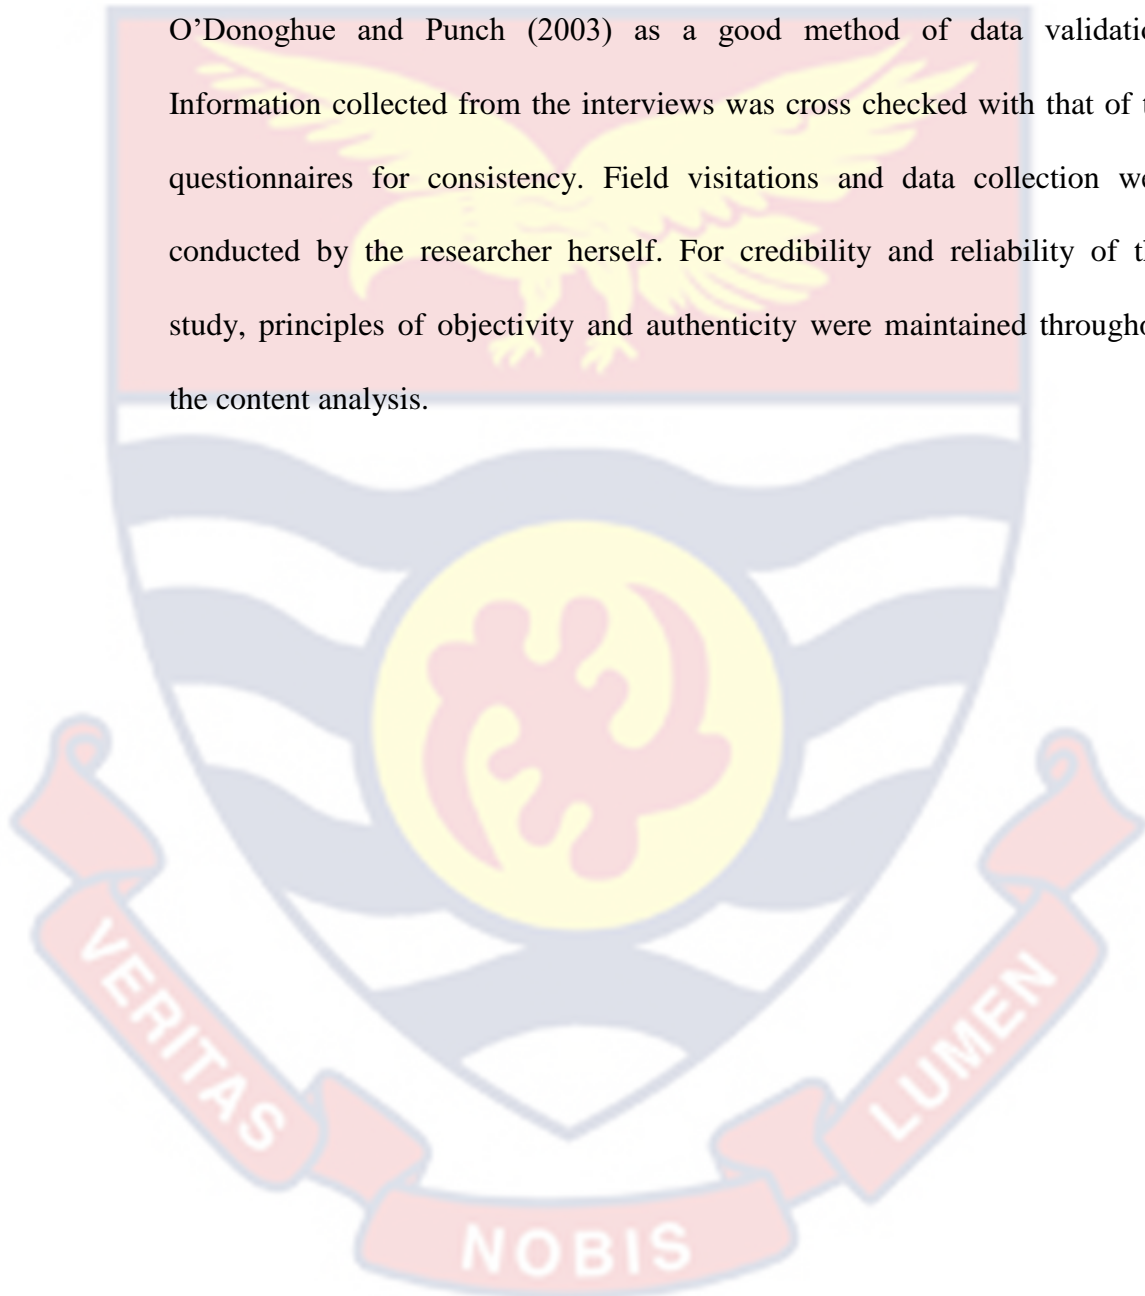 O’Donoghue and Punch (2003) as a good method of data validatio
Information collected from the interviews was cross checked with that of t
questionnaires for consistency. Field visitations and data collection we
conducted by the researcher herself. For credibility and reliability of th
study, principles of objectivity and authenticity were maintained througho
the content analysis.
VERITAS
NOBIS
LUMEN